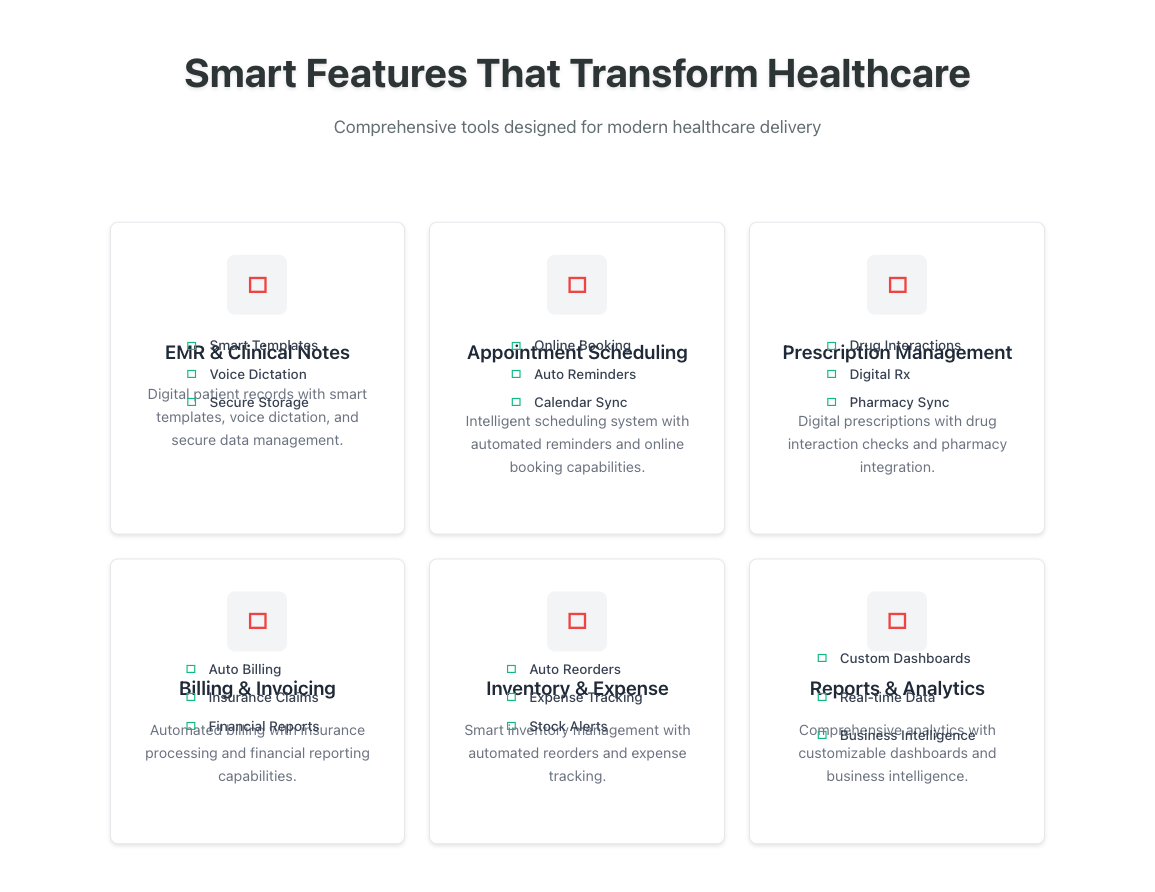 Smart Features That Transform Healthcare
Comprehensive tools designed for modern healthcare delivery
EMR & Clinical Notes
Smart Templates
Voice Dictation
Secure Storage
Digital patient records with smart
templates, voice dictation, and
secure data management.
Appointment Scheduling
Online Booking
Auto Reminders
Calendar Sync
Intelligent scheduling system with
automated reminders and online
booking capabilities.
Prescription Management
Drug Interactions
Digital Rx
Pharmacy Sync
Digital prescriptions with drug
interaction checks and pharmacy
integration.
Billing & Invoicing
Auto Billing
Insurance Claims
Financial Reports
Automated billing with insurance
processing and financial reporting
capabilities.
Inventory & Expense
Auto Reorders
Expense Tracking
Stock Alerts
Smart inventory management with
automated reorders and expense
tracking.
Reports & Analytics
Custom Dashboards
Real-time Data
Business Intelligence
Comprehensive analytics with
customizable dashboards and
business intelligence.